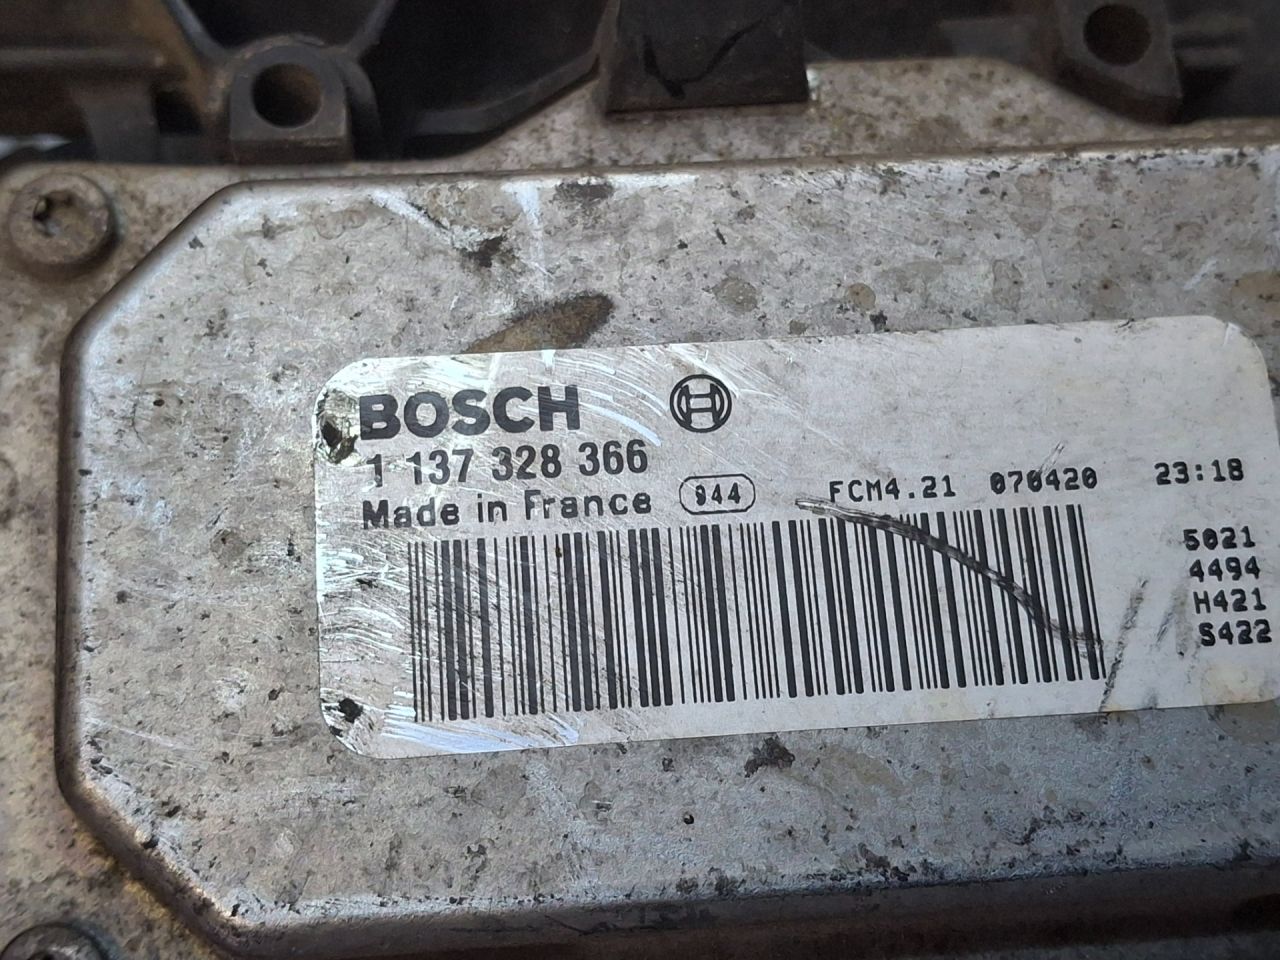 BOSCH
1 137 328 366
Made in France 944 FCM4.21 070420 23:18
5021
4494
H421
S422